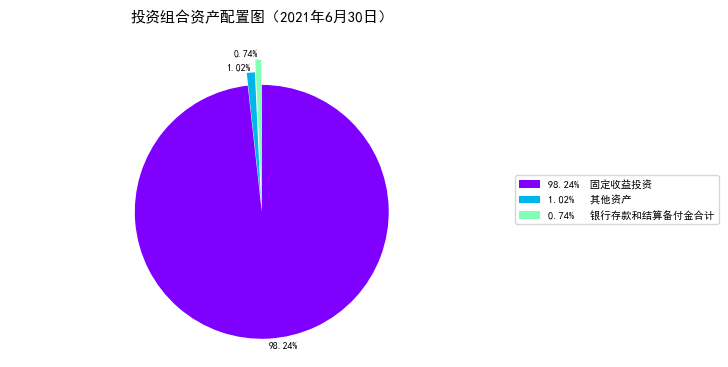 投资组合资产配置图（2021年6月30日）
0.74%
1.02%
98.24% 固定收益投资
1.02% 其他资产
0.74% 银行存款和结算备付金合计
98.24%